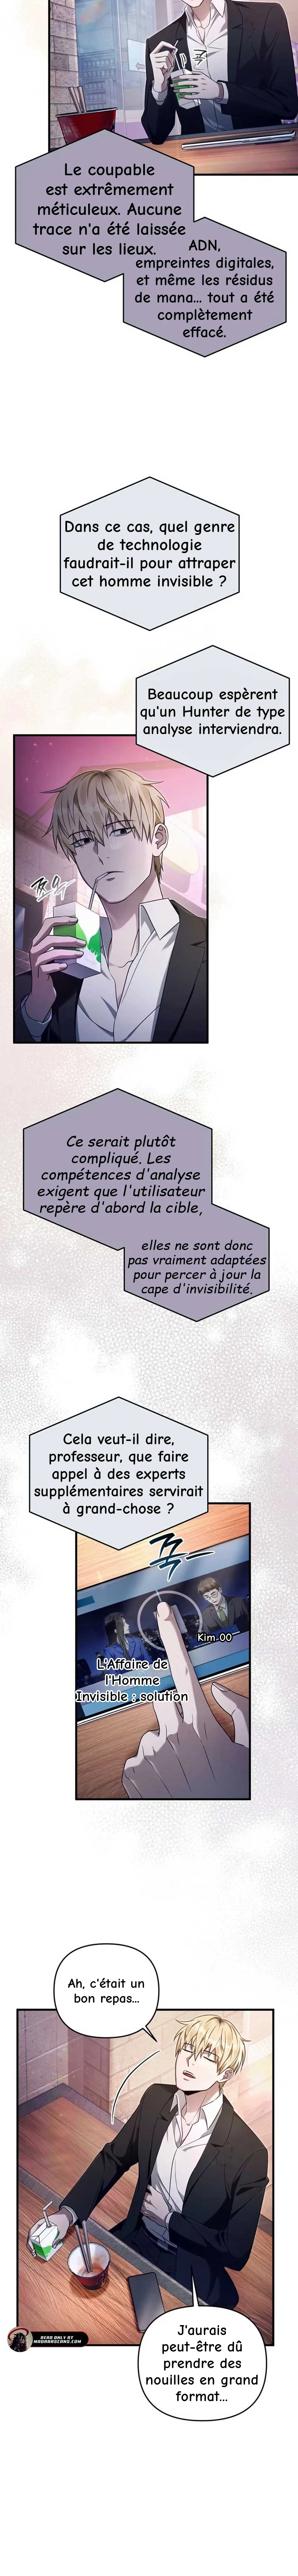 Le coupable
est extrêmement
méticuleux. Aucune
trace n'a été laissée
sur les lieux.
ADN,
empreintes digitales,
et même les résidus
de mana... tout a été
complètement
effacé.
Dans ce cas, quel genre
de technologie
faudrait-il pour attraper
cet homme invisible ?
Beaucoup espèrent
qu'un Hunter de type
analyse interviendra.
Ce serait plutôt
compliqué. Les
compétences d'analyse
exigent que l'utilisateur
repère d'abord la cible,
elles ne sont donc
pas vraiment adaptées
pour percer à jour la
cape d'invisibilité.
Cela veut-il dire,
professeur, que faire
appel à des experts
supplémentaires servirait
à grand-chose ?
쿡
Kim 00
L'Affaire de
l'Homme
Invisible : solution
Ah, c'était un
bon repas...
READ ONLY AT
J'aurais
peut-être dû
prendre des
nouilles en grand
format...